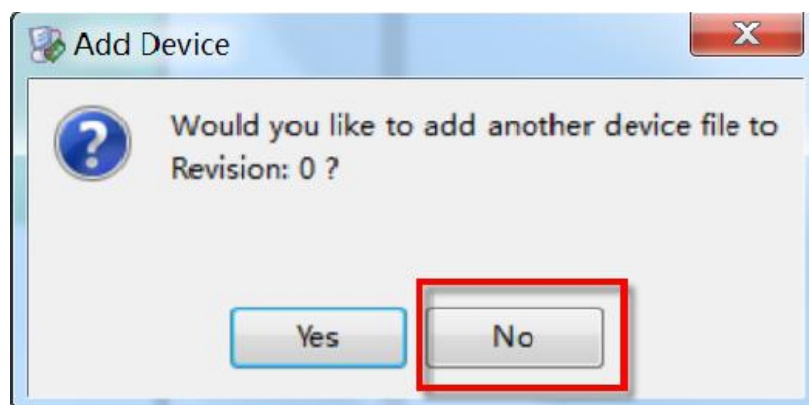 Add Device
Would you like to add another device file to
Revision: 0 ?
Yes
No